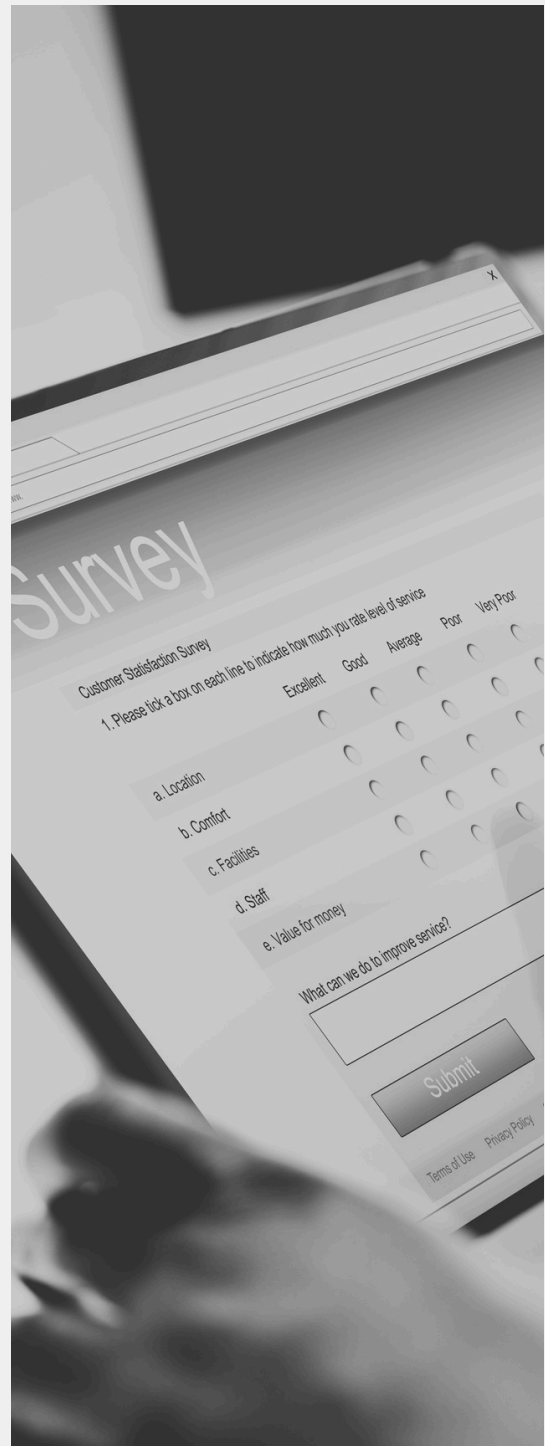 X
Survey
Customer Statisfaction Survey
1. Please tick a box on each line to indicate how much you rate level of service
Excellent Good Average Poor Very Poor
a. Location
b. Comfort
c. Facilities
d. Staff
e. Value for money
What can we do to improve service?
Submit
Terms of Use Privacy Policy